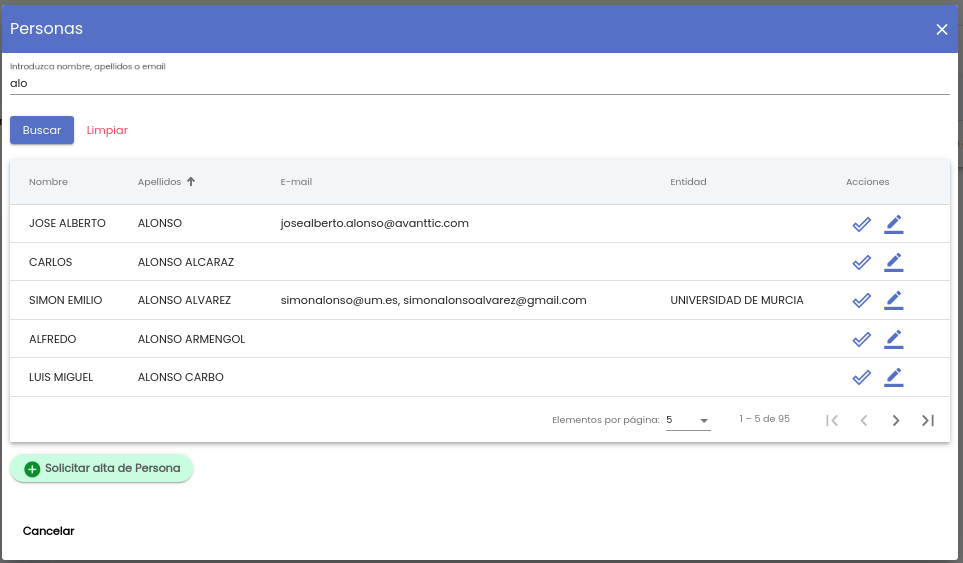 Personas
Introduzca nombre, apellidos o email
alo
Buscar Limpiar
Nombre Apellidos E-mail Entidad Acciones
JOSE ALBERTO ALONSO josealberto.alonso@avanttic.com
CARLOS ALONSO ALCARAZ
SIMON EMILIO ALONSO ALVAREZ simonalonso@um.es, simonalonsoalvarez@gmail.com UNIVERSIDAD DE MURCIA
ALFREDO ALONSO ARMENGOL
LUIS MIGUEL ALONSO CARBO
Elementos por página: 5 1 – 5 de 95
Solicitar alta de Persona
Cancelar